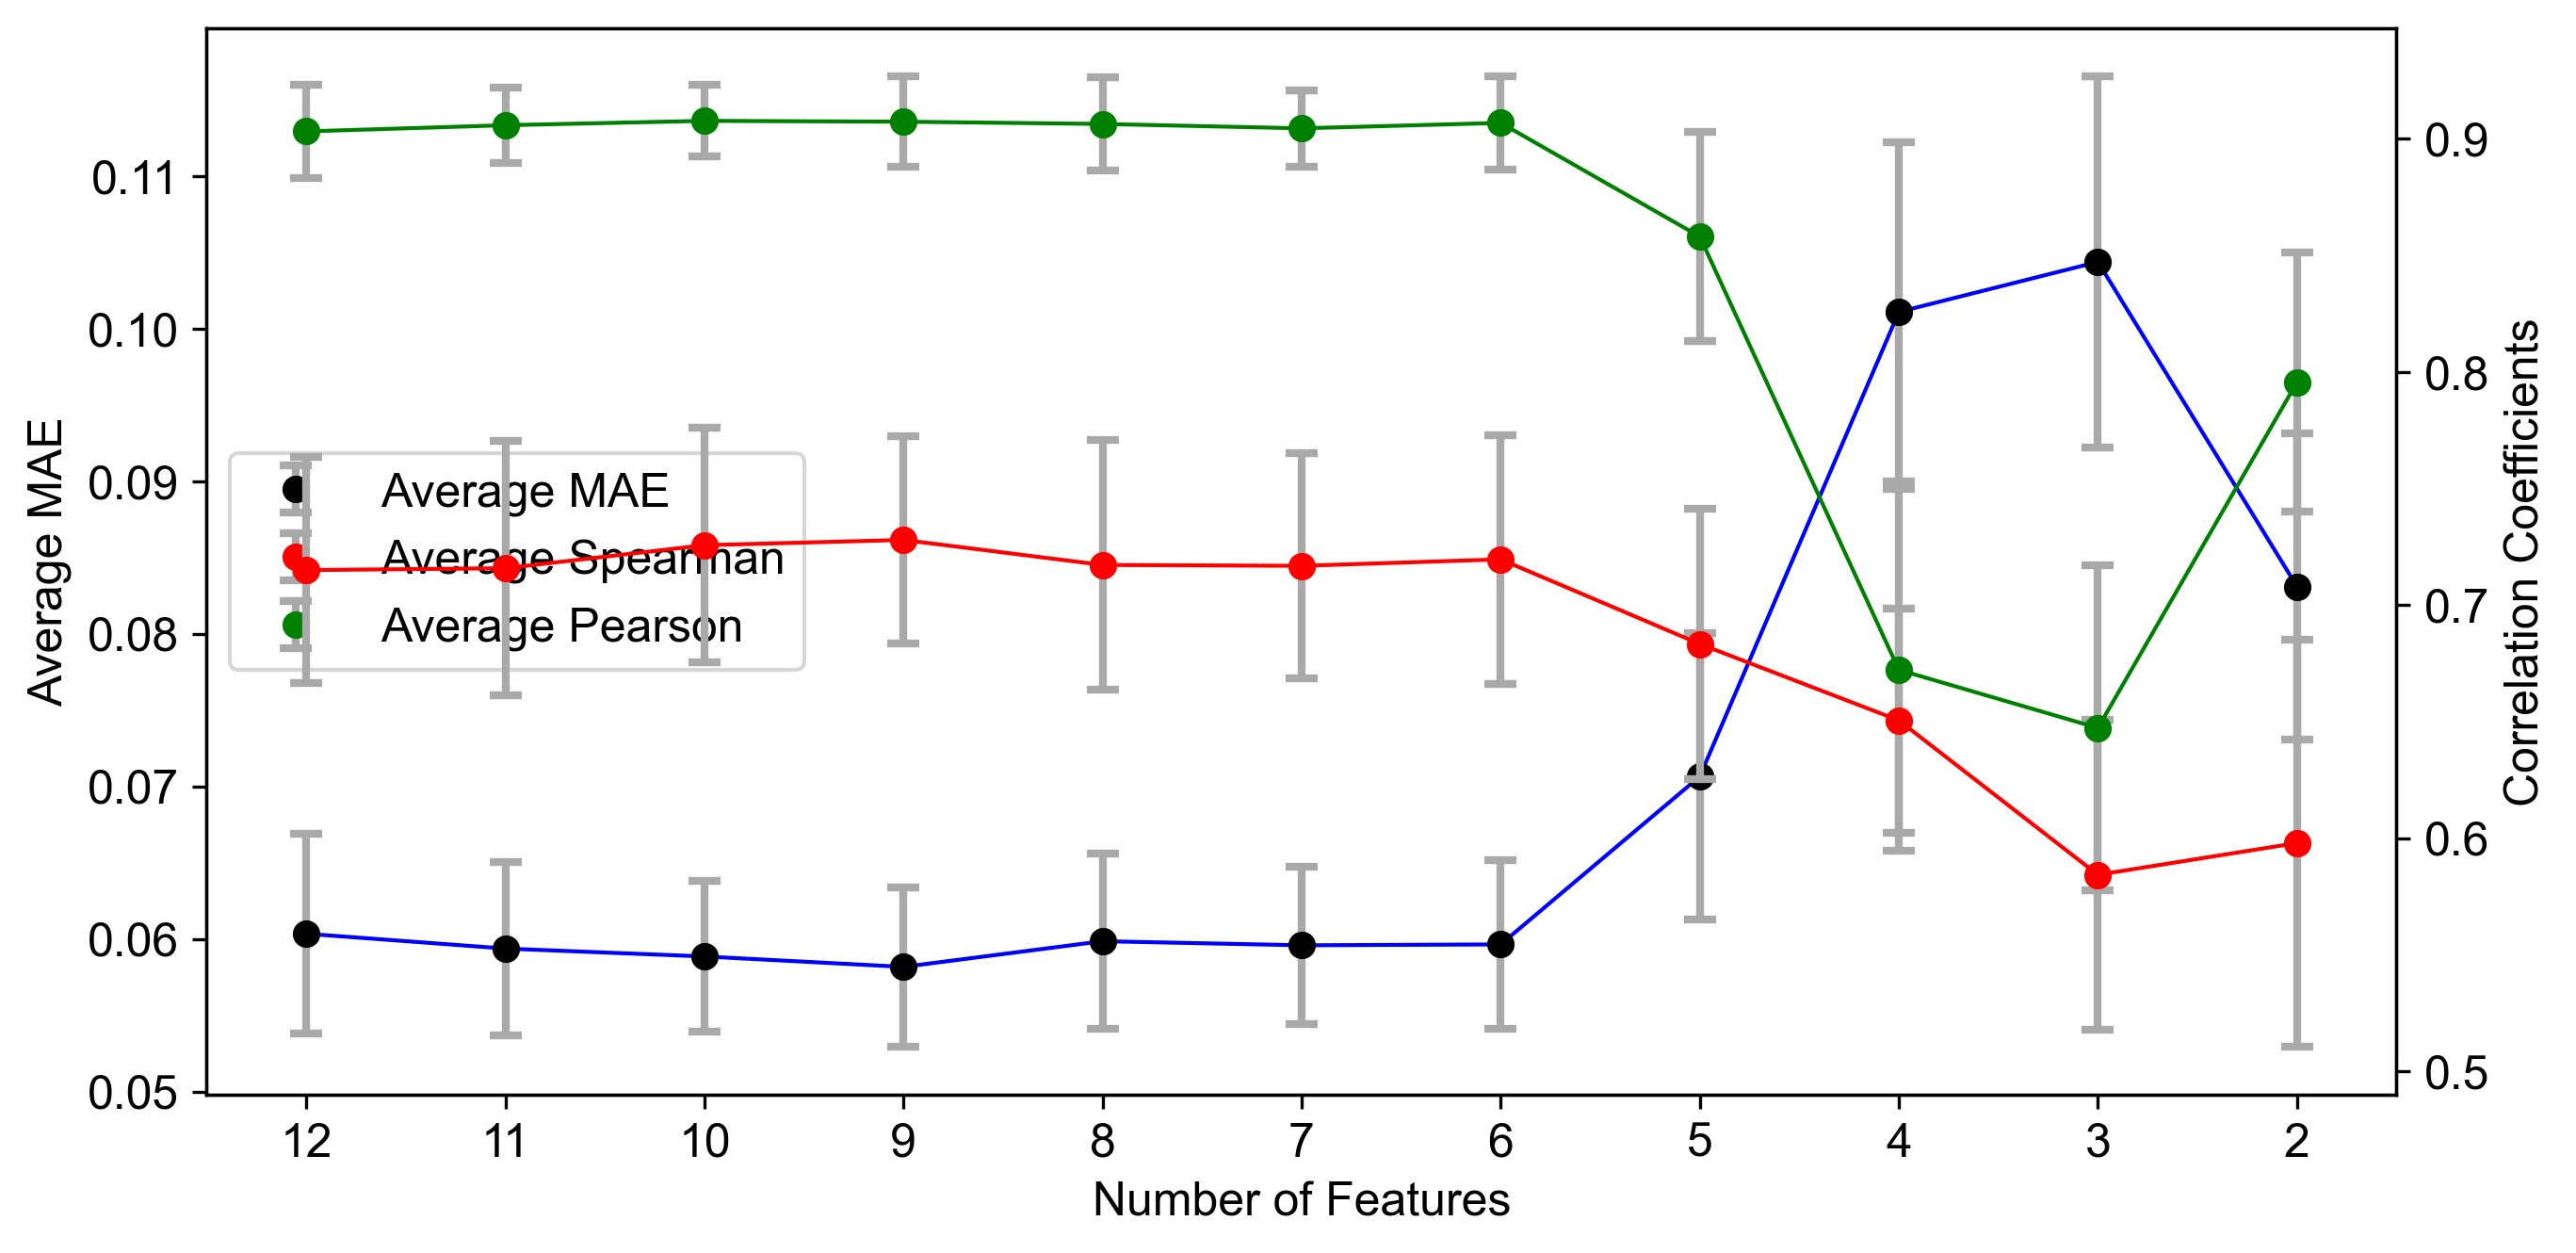 Average MAE
0.11
0.10
0.09
0.08
0.07
0.06
0.05
Average MAE
Average Spearman
Average Pearson
0.9
0.8
0.7
0.6
0.5
Correlation Coefficients
12 11 10 9 8 7 6 5 4 3 2
Number of Features